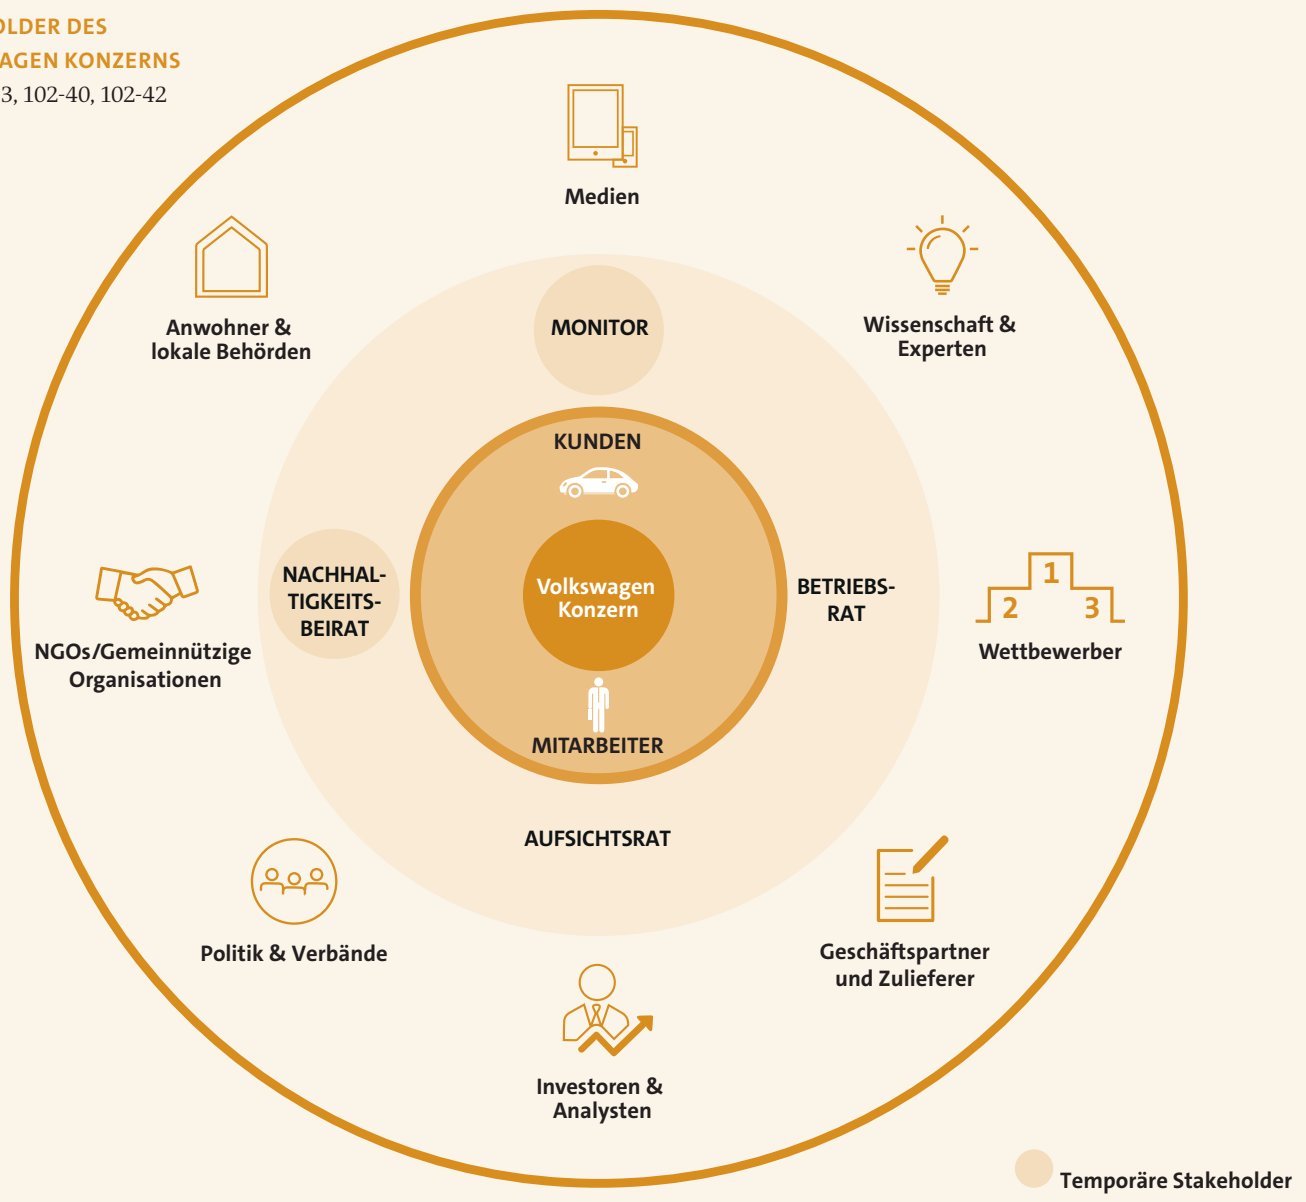 OLDER DES
AGEN KONZERNS
3, 102-40, 102-42
Medien
Anwohner &
lokale Behörden
Wissenschaft &
Experten
MONITOR
KUNDEN
NACHHAL-
TIGKEITS-
BEIRAT
Volkswagen
Konzern
BETRIEBS-
RAT
1
2
3
NGOs/Gemeinnützige
Organisationen
Wettbewerber
MITARBEITER
AUFSICHTSRAT
Politik & Verbände
Geschäftspartner
und Zulieferer
Investoren &
Analysten
Temporäre Stakeholder